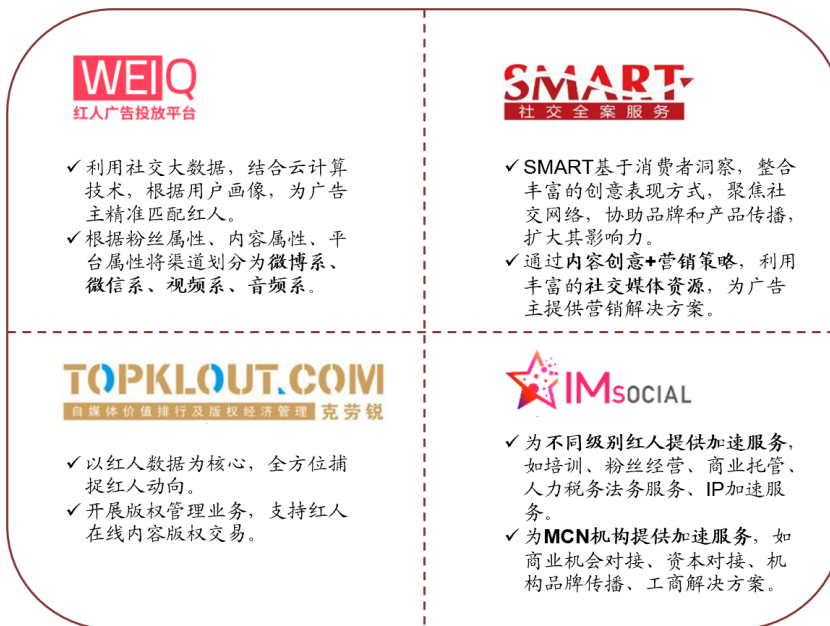 WEIQ
红人广告投放平台
✓利用社交大数据，结合云计算
技术，根据用户画像，为广告
主精准匹配红人。
✓根据粉丝属性、内容属性、平
台属性将渠道划分为微博系、
微信系、视频系、音频系。
SMART
社交全案服务
✓SMART基于消费者洞察，整合
丰富的创意表现方式，聚焦社
交网络，协助品牌和产品传播，
扩大其影响力。
✓通过内容创意+营销策略，利用
丰富的社交媒体资源，为广告
主提供营销解决方案。
TOPKLOUT.COM
自媒体价值排行及版权经济管理 克劳锐
✓以红人数据为核心，全方位捕
捉红人动向。
✓开展版权管理业务，支持红人
在线内容版权交易。
IMSOCIAL
✓为不同级别红人提供加速服务，
如培训、粉丝经营、商业托管、
人力税务法务服务、IP加速服
务。
✓为MCN机构提供加速服务，如
商业机会对接、资本对接、机
构品牌传播、工商解决方案。